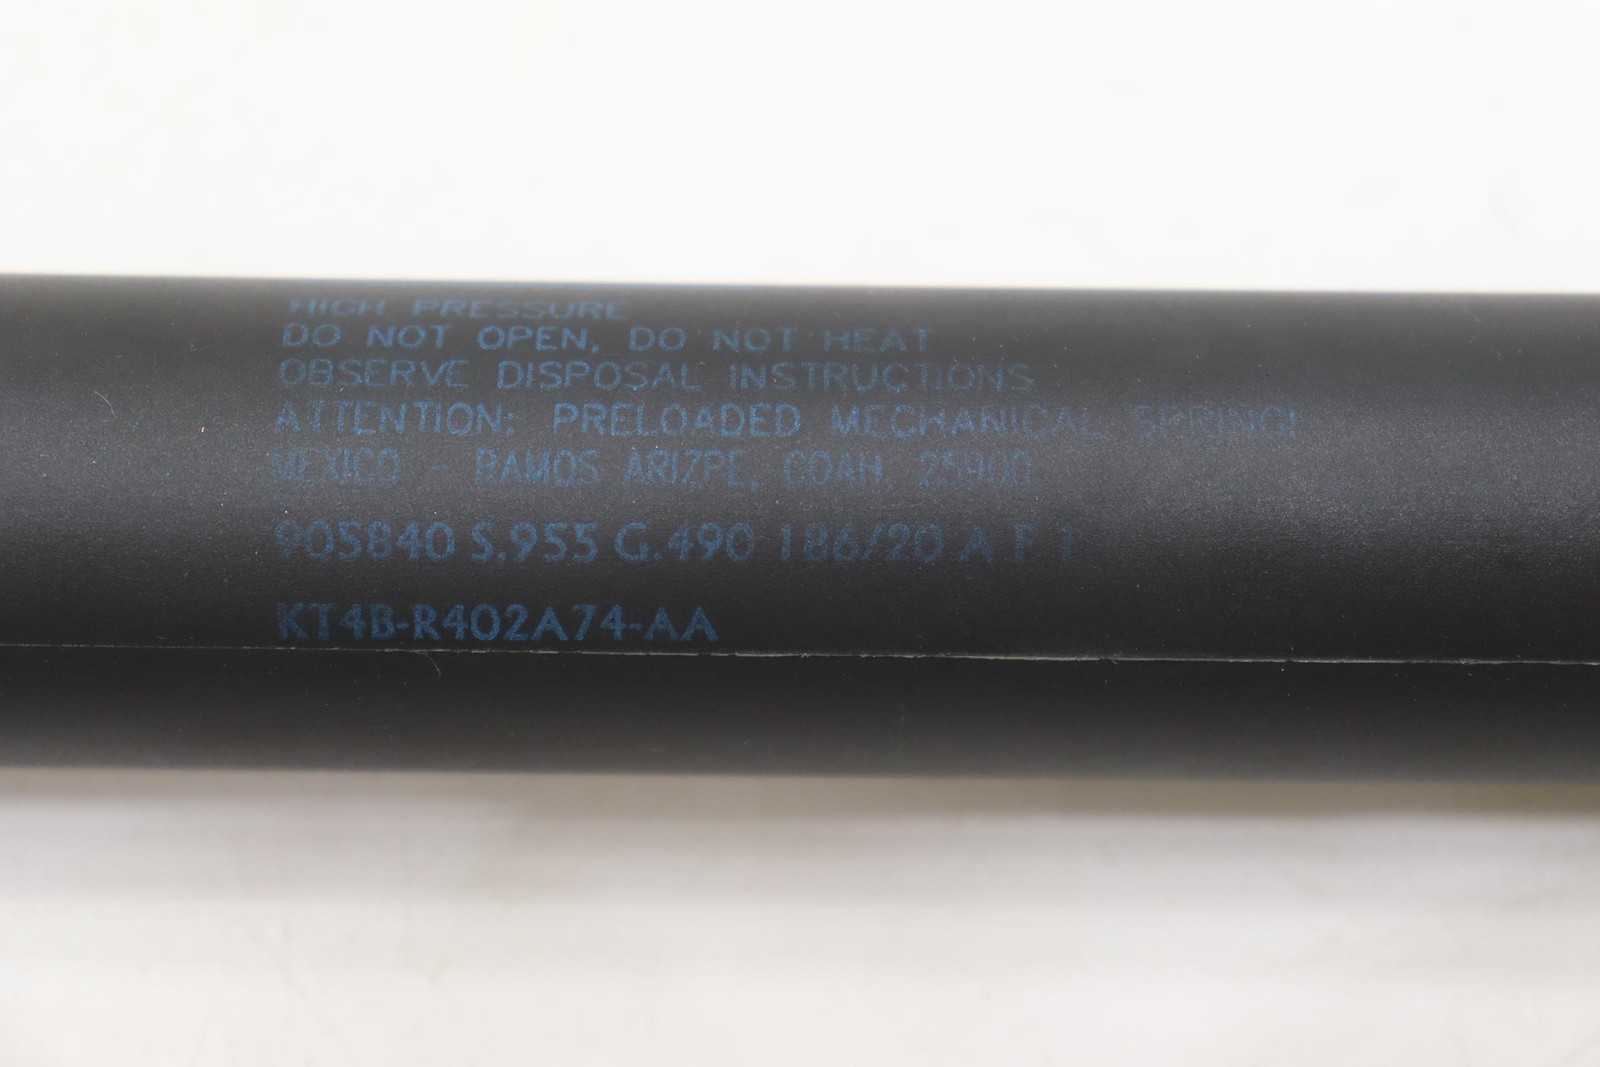 HIGH PRESSURE
DO NOT OPEN, DO NOT HEAT
OBSERVE DISPOSAL INSTRUCTIONS
ATTENTION: PRELOADED MECHANICAL SPRING!
MEXICO - RAMOS ARIZPE, COAH 25900
905840 S.955 G.490 186/20 A F 1
KT4B-R402A74-AA